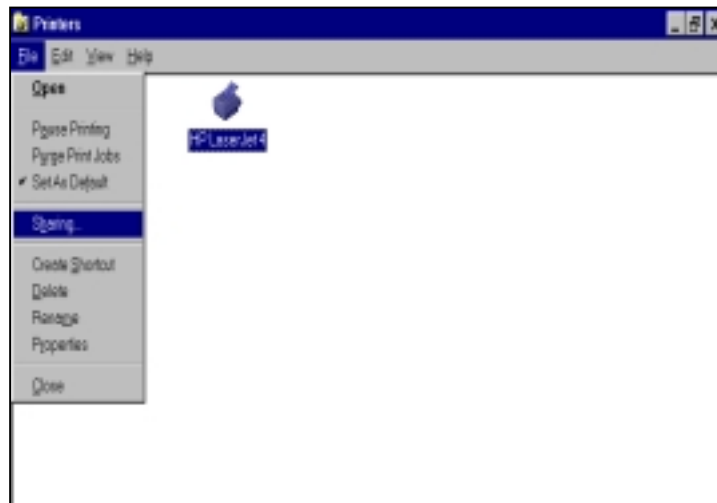 Printers
File Edit View Help
Open
Pause Printing
Purge Print Jobs
Set As Default
Sharing...
Create Shortcut
Delete
Rename
Properties
Close
HP LaserJet 4